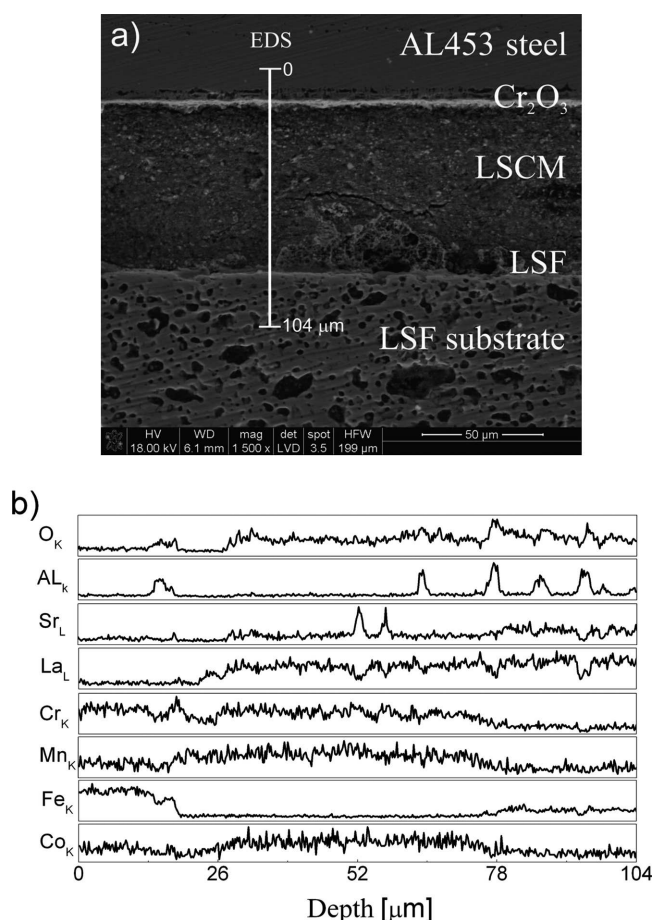 a)
EDS
AL453 steel
0
Cr2O3
LSCM
LSF
104 μm
LSF substrate
HV WD mag det spot HFW
18.00 kV 6.1 mm 1 500 x LVD 3.5 199 μm
50 μm
b)
OK
ALk
SrL
LaL
CrK
MnK
FeK
CoK
0 26 52 78 104
Depth [μm]